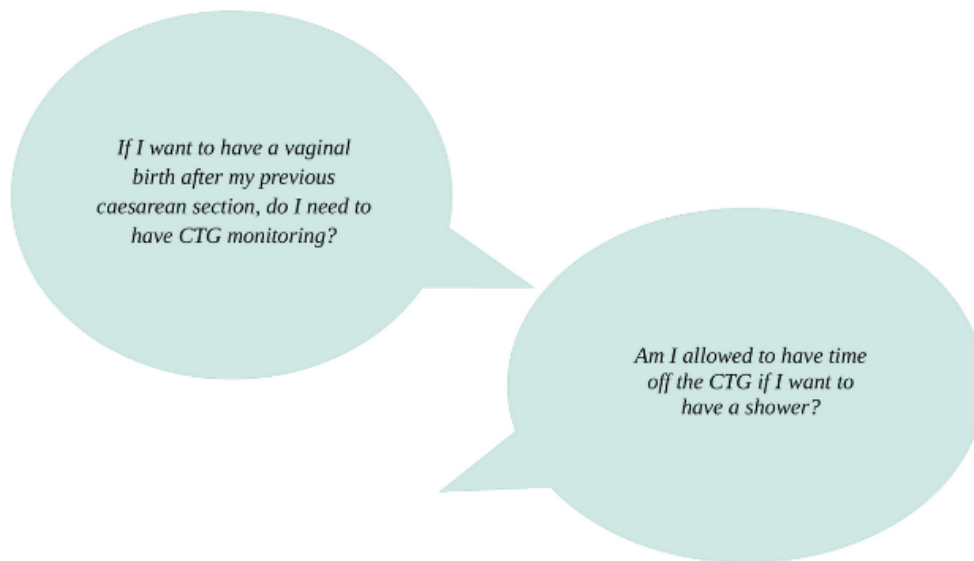 If I want to have a vaginal
birth after my previous
caesarean section, do I need to
have CTG monitoring?
Am I allowed to have time
off the CTG if I want to
have a shower?